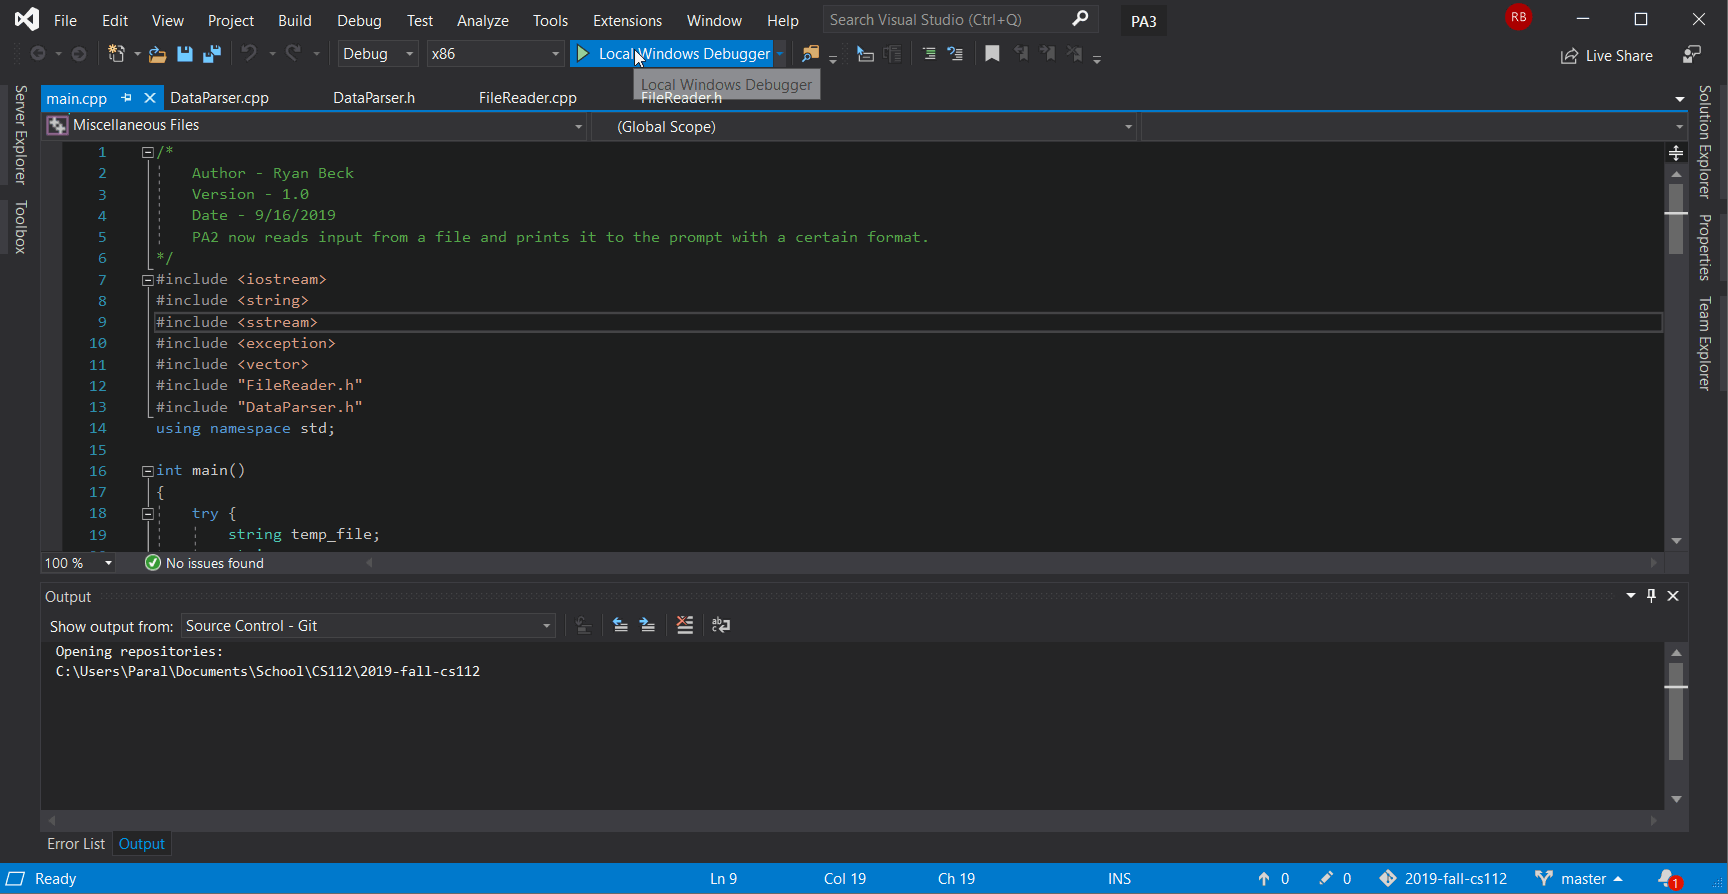 File Edit View Project Build Debug Test Analyze Tools Extensions Window Help Search Visual Studio (Ctrl+Q) PA3 RB
Debug x86 Local Windows Debugger Live Share
Local Windows Debugger
main.cpp DataParser.cpp DataParser.h FileReader.cpp FileReader.h
Miscellaneous Files (Global Scope)
Server Explorer
Toolbox
1 /*
2 Author - Ryan Beck
3 Version - 1.0
4 Date - 9/16/2019
5 PA2 now reads input from a file and prints it to the prompt with a certain format.
6 */
7 #include <iostream>
8 #include <string>
9 #include <sstream>
10 #include <exception>
11 #include <vector>
12 #include "FileReader.h"
13 #include "DataParser.h"
14 using namespace std;
15
16 int main()
17 {
18 try {
19 string temp_file;
Solution Explorer
Properties
Team Explorer
100 % No issues found
Output
Show output from: Source Control - Git
Opening repositories:
C:\Users\Paral\Documents\School\CS112\2019-fall-cs112
Error List Output
Ready Ln 9 Col 19 Ch 19 INS 0 0 2019-fall-cs112 master 1